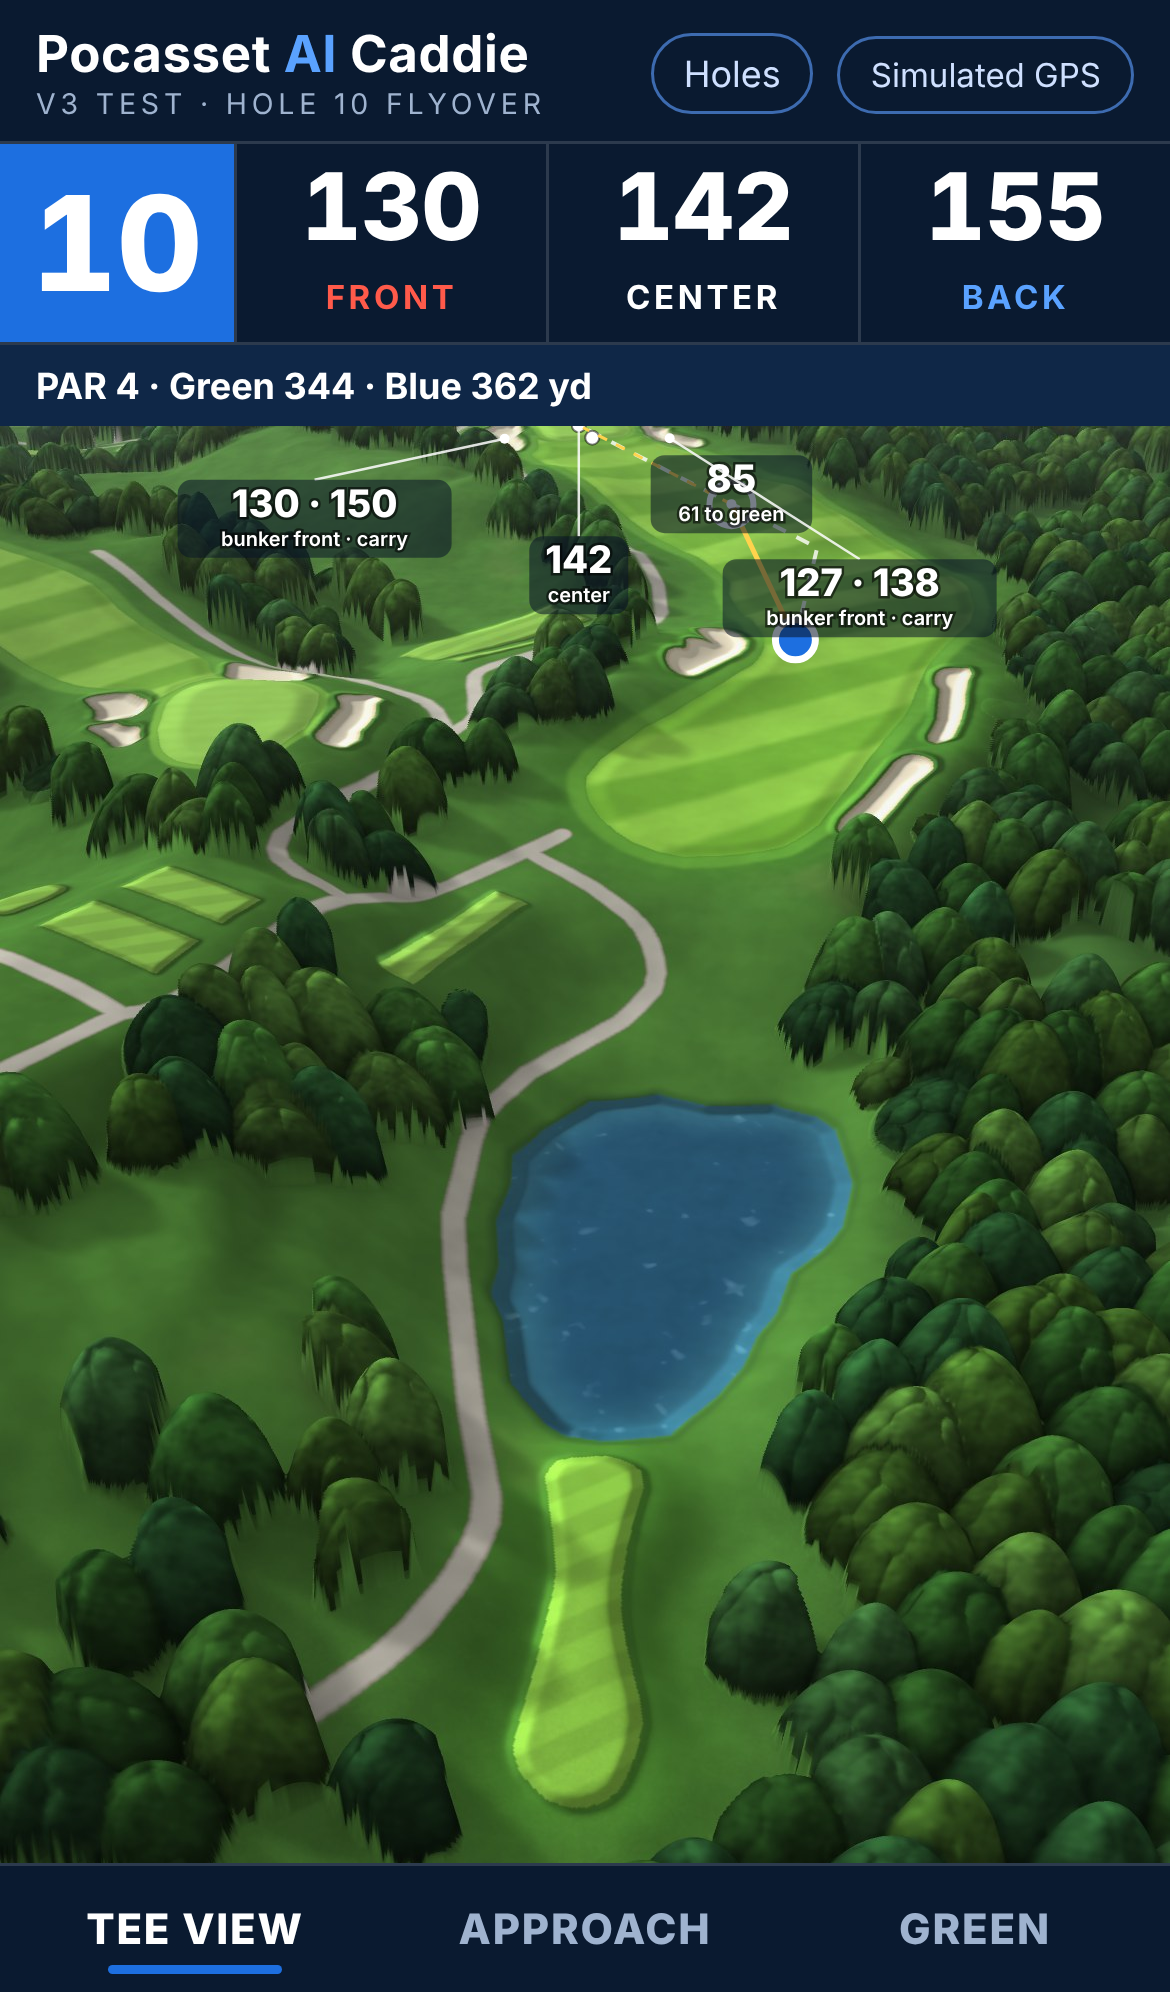 Pocasset AI Caddie
V3 TEST · HOLE 10 FLYOVER
Holes
Simulated GPS
10
130
FRONT
142
CENTER
155
BACK
PAR 4 · Green 344 · Blue 362 yd
85
61 to green
130 · 150
bunker front · carry
142
center
127 · 138
bunker front · carry
TEE VIEW
APPROACH
GREEN